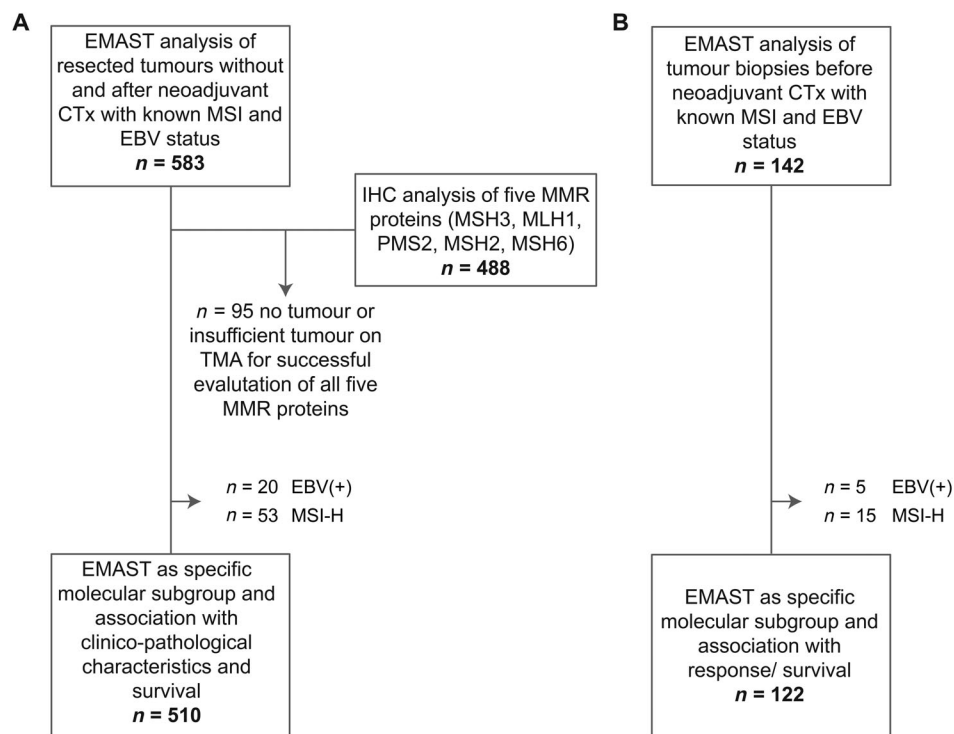 A
EMAST analysis of
resected tumours without
and after neoadjuvant
CTx with known MSI and
EBV status
n = 583
IHC analysis of five MMR
proteins (MSH3, MLH1,
PMS2, MSH2, MSH6)
n = 488
n = 95 no tumour or
insufficient tumour on
TMA for successful
evalutation of all five
MMR proteins
n = 20 EBV(+)
n = 53 MSI-H
EMAST as specific
molecular subgroup and
association with
clinico-pathological
characteristics and
survival
n = 510
B
EMAST analysis of
tumour biopsies before
neoadjuvant CTx with
known MSI and EBV
status
n = 142
n = 5 EBV(+)
n = 15 MSI-H
EMAST as specific
molecular subgroup and
association with
response/ survival
n = 122